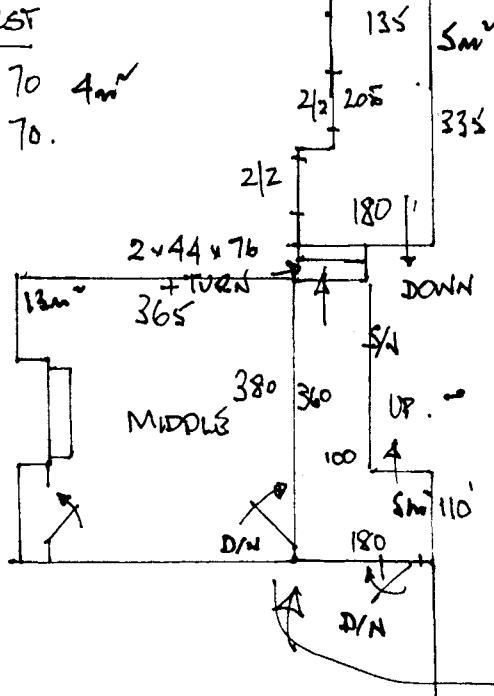 135
5m²
70 4m²
2/2 205
335
70.
2/2
180
2 x 44 x 76
+ TURN
DOWN
13m²
365
S/N
380 360
UP.
MIDDLE
100
5m² 110
D/N
180
D/N